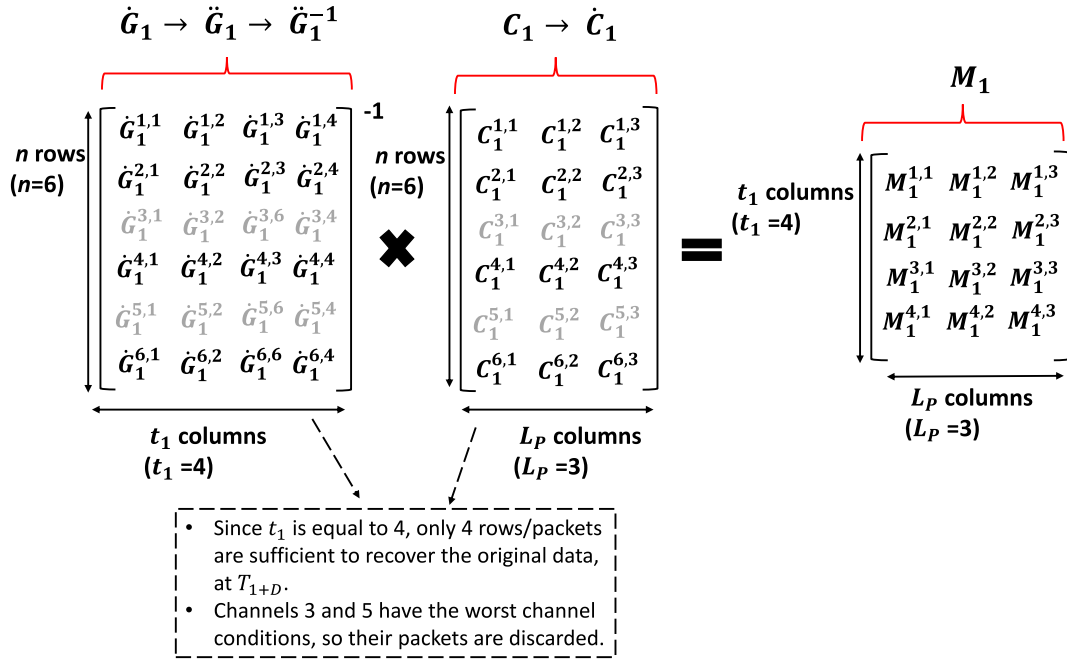 Ġ₁ → G̈₁ → G̈₁⁻¹
C₁ → Ċ₁
M₁
n rows
(n=6)
Ġ₁^{1,1} Ġ₁^{1,2} Ġ₁^{1,3} Ġ₁^{1,4}
Ġ₁^{2,1} Ġ₁^{2,2} Ġ₁^{2,3} Ġ₁^{2,4}
Ġ₁^{3,1} Ġ₁^{3,2} Ġ₁^{3,6} Ġ₁^{3,4}
Ġ₁^{4,1} Ġ₁^{4,2} Ġ₁^{4,3} Ġ₁^{4,4}
Ġ₁^{5,1} Ġ₁^{5,2} Ġ₁^{5,6} Ġ₁^{5,4}
Ġ₁^{6,1} Ġ₁^{6,2} Ġ₁^{6,6} Ġ₁^{6,4}
-1
t₁ columns
(t₁ =4)
×
n rows
(n=6)
C₁^{1,1} C₁^{1,2} C₁^{1,3}
C₁^{2,1} C₁^{2,2} C₁^{2,3}
C₁^{3,1} C₁^{3,2} C₁^{3,3}
C₁^{4,1} C₁^{4,2} C₁^{4,3}
C₁^{5,1} C₁^{5,2} C₁^{5,3}
C₁^{6,1} C₁^{6,2} C₁^{6,3}
L_P columns
(L_P =3)
=
t₁ columns
(t₁ =4)
M₁^{1,1} M₁^{1,2} M₁^{1,3}
M₁^{2,1} M₁^{2,2} M₁^{2,3}
M₁^{3,1} M₁^{3,2} M₁^{3,3}
M₁^{4,1} M₁^{4,2} M₁^{4,3}
L_P columns
(L_P =3)
• Since t₁ is equal to 4, only 4 rows/packets
are sufficient to recover the original data,
at T_{1+D}.
• Channels 3 and 5 have the worst channel
conditions, so their packets are discarded.